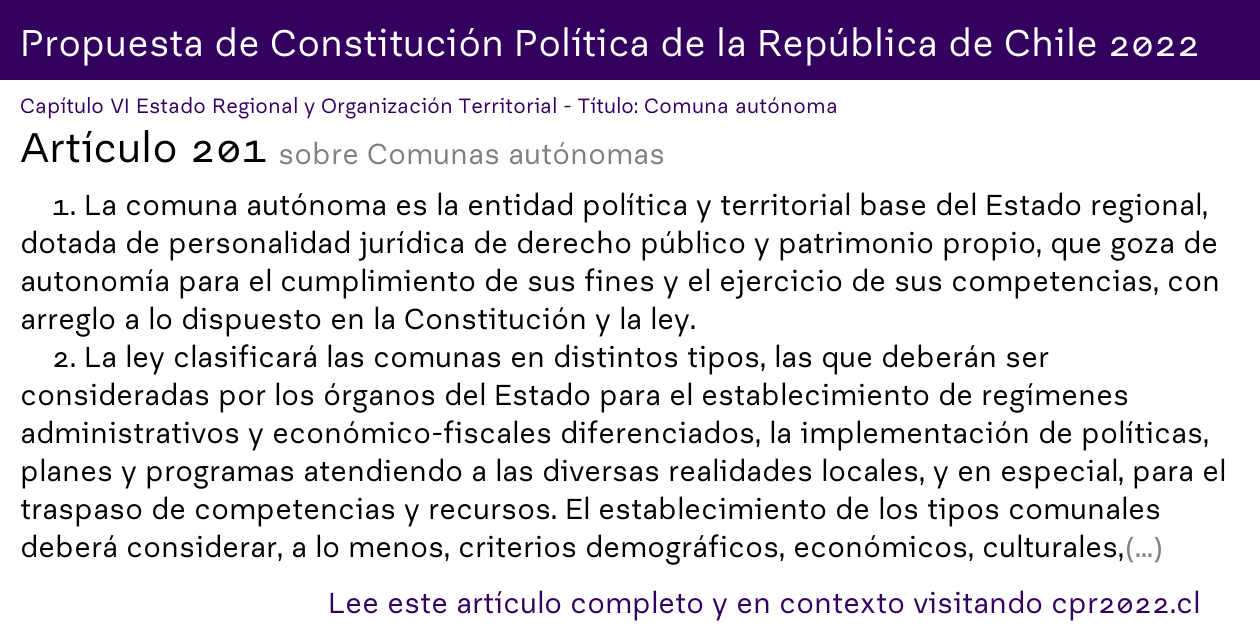 Propuesta de Constitución Política de la República de Chile 2022
Capítulo VI Estado Regional y Organización Territorial - Título: Comuna autónoma
Artículo 201 sobre Comunas autónomas
1. La comuna autónoma es la entidad política y territorial base del Estado regional,
dotada de personalidad jurídica de derecho público y patrimonio propio, que goza de
autonomía para el cumplimiento de sus fines y el ejercicio de sus competencias, con
arreglo a lo dispuesto en la Constitución y la ley.
2. La ley clasificará las comunas en distintos tipos, las que deberán ser
consideradas por los órganos del Estado para el establecimiento de regímenes
administrativos y económico-fiscales diferenciados, la implementación de políticas,
planes y programas atendiendo a las diversas realidades locales, y en especial, para el
traspaso de competencias y recursos. El establecimiento de los tipos comunales
deberá considerar, a lo menos, criterios demográficos, económicos, culturales,(...)
Lee este artículo completo y en contexto visitando cpr2022.cl